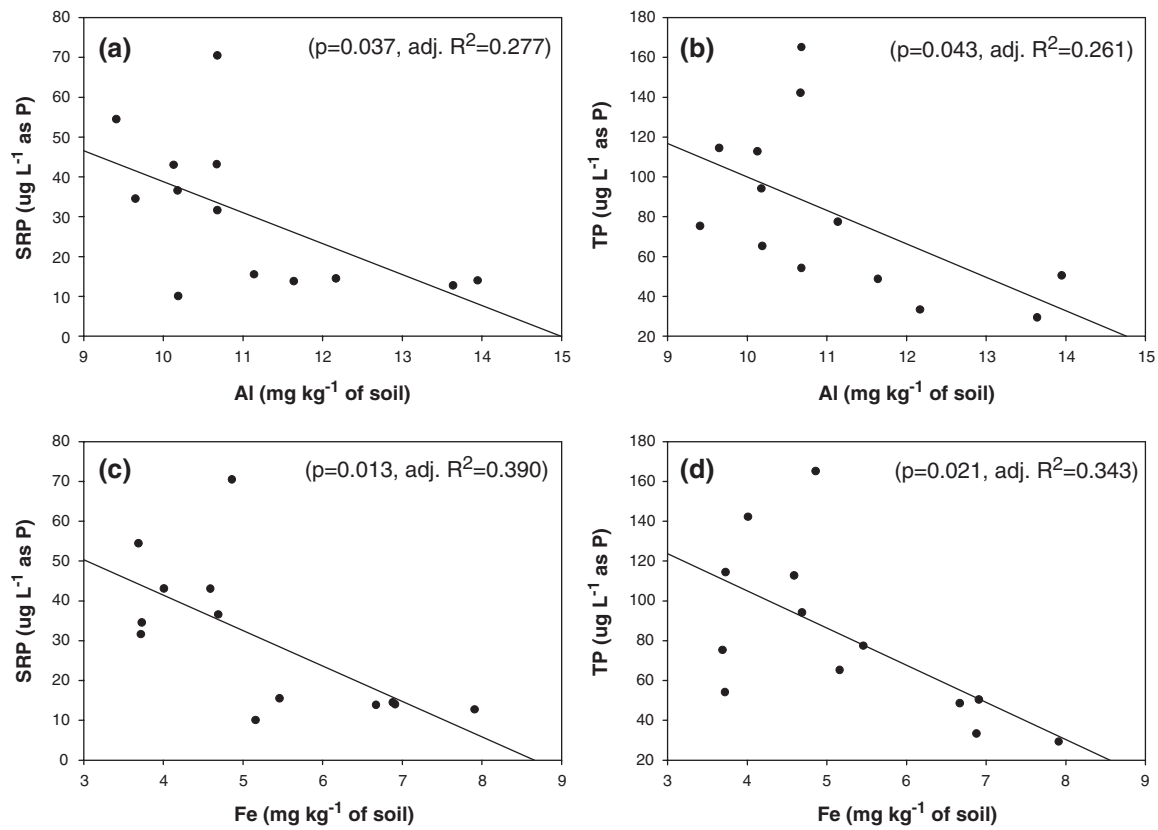 (a) (p=0.037, adj. R²=0.277)
80
70
60
50
40
30
20
10
0
SRP (ug L⁻¹ as P)
9 10 11 12 13 14 15
Al (mg kg⁻¹ of soil)
(b) (p=0.043, adj. R²=0.261)
180
160
140
120
100
80
60
40
20
TP (ug L⁻¹ as P)
9 10 11 12 13 14 15
Al (mg kg⁻¹ of soil)
(c) (p=0.013, adj. R²=0.390)
80
70
60
50
40
30
20
10
0
SRP (ug L⁻¹ as P)
3 4 5 6 7 8 9
Fe (mg kg⁻¹ of soil)
(d) (p=0.021, adj. R²=0.343)
180
160
140
120
100
80
60
40
20
TP (ug L⁻¹ as P)
3 4 5 6 7 8 9
Fe (mg kg⁻¹ of soil)